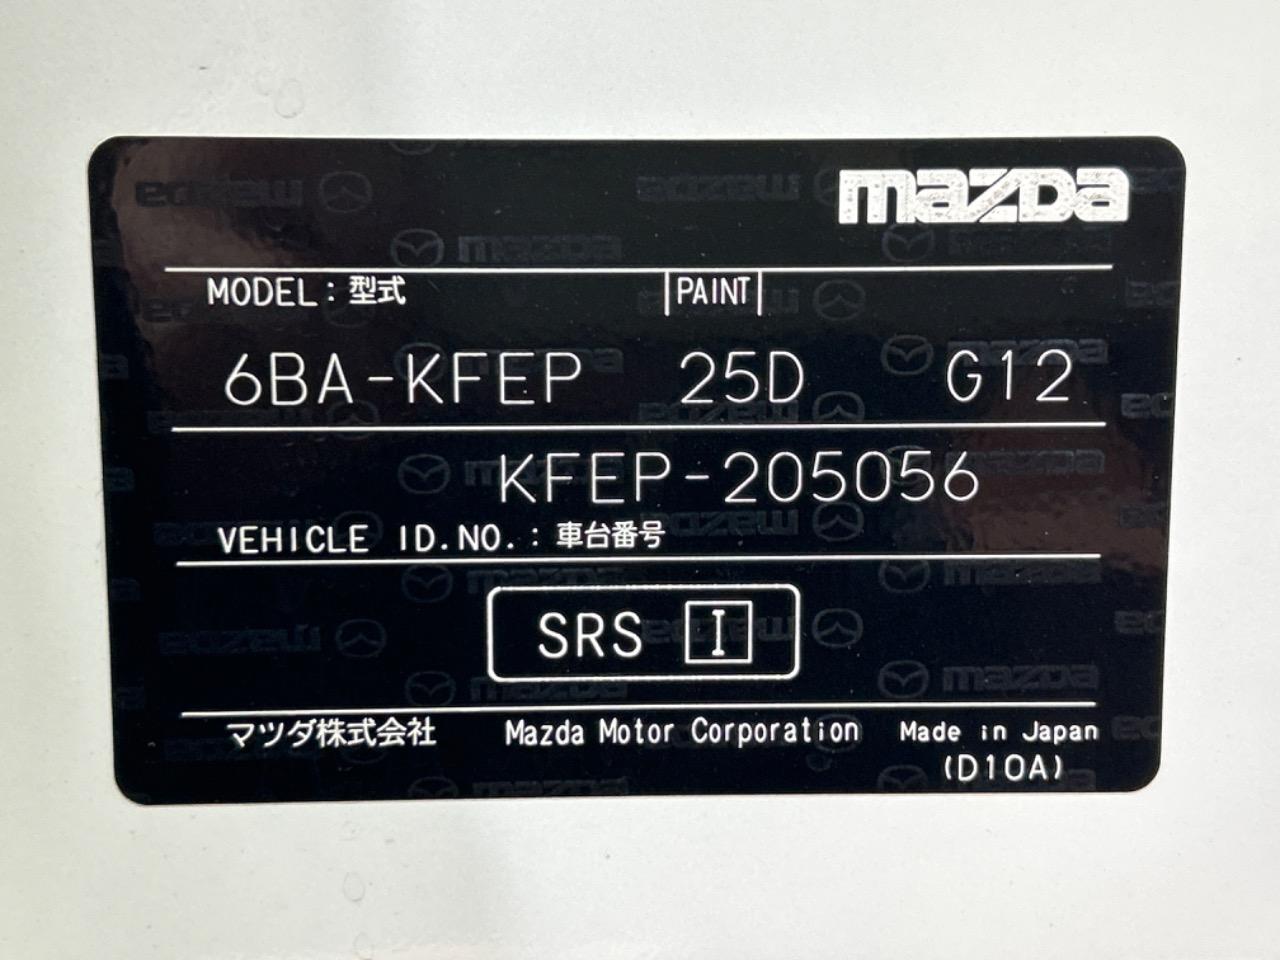 mazda
MODEL：型式 PAINT
6BA-KFEP 25D G12
KFEP-205056
VEHICLE ID.NO.：車台番号
SRS I
マツダ株式会社 Mazda Motor Corporation Made in Japan
(D10A)